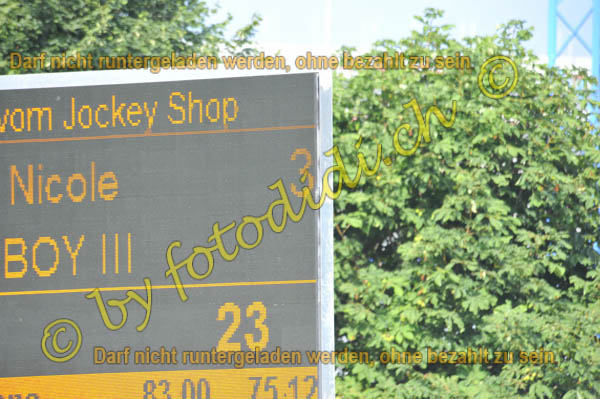 Darf nicht runtergeladen werden, ohne bezahlt zu sein.
vom Jockey Shop
Nicole 3
BOY III
© by fotodidi.ch ©
23
Darf nicht runtergeladen werden, ohne bezahlt zu sein.
83.00 75.12